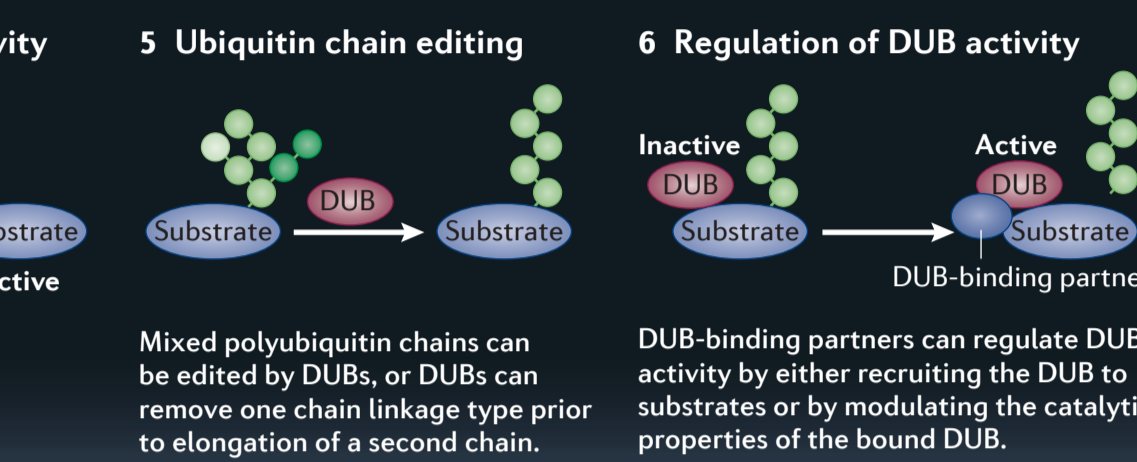 vity
5 Ubiquitin chain editing
6 Regulation of DUB activity
Inactive
Active
DUB
DUB
DUB
bstrate
Substrate
Substrate
Substrate
Substrate
ctive
DUB-binding partne
Mixed polyubiquitin chains can
be edited by DUBs, or DUBs can
remove one chain linkage type prior
to elongation of a second chain.
DUB-binding partners can regulate DUB
activity by either recruiting the DUB to
substrates or by modulating the catalyti
properties of the bound DUB.